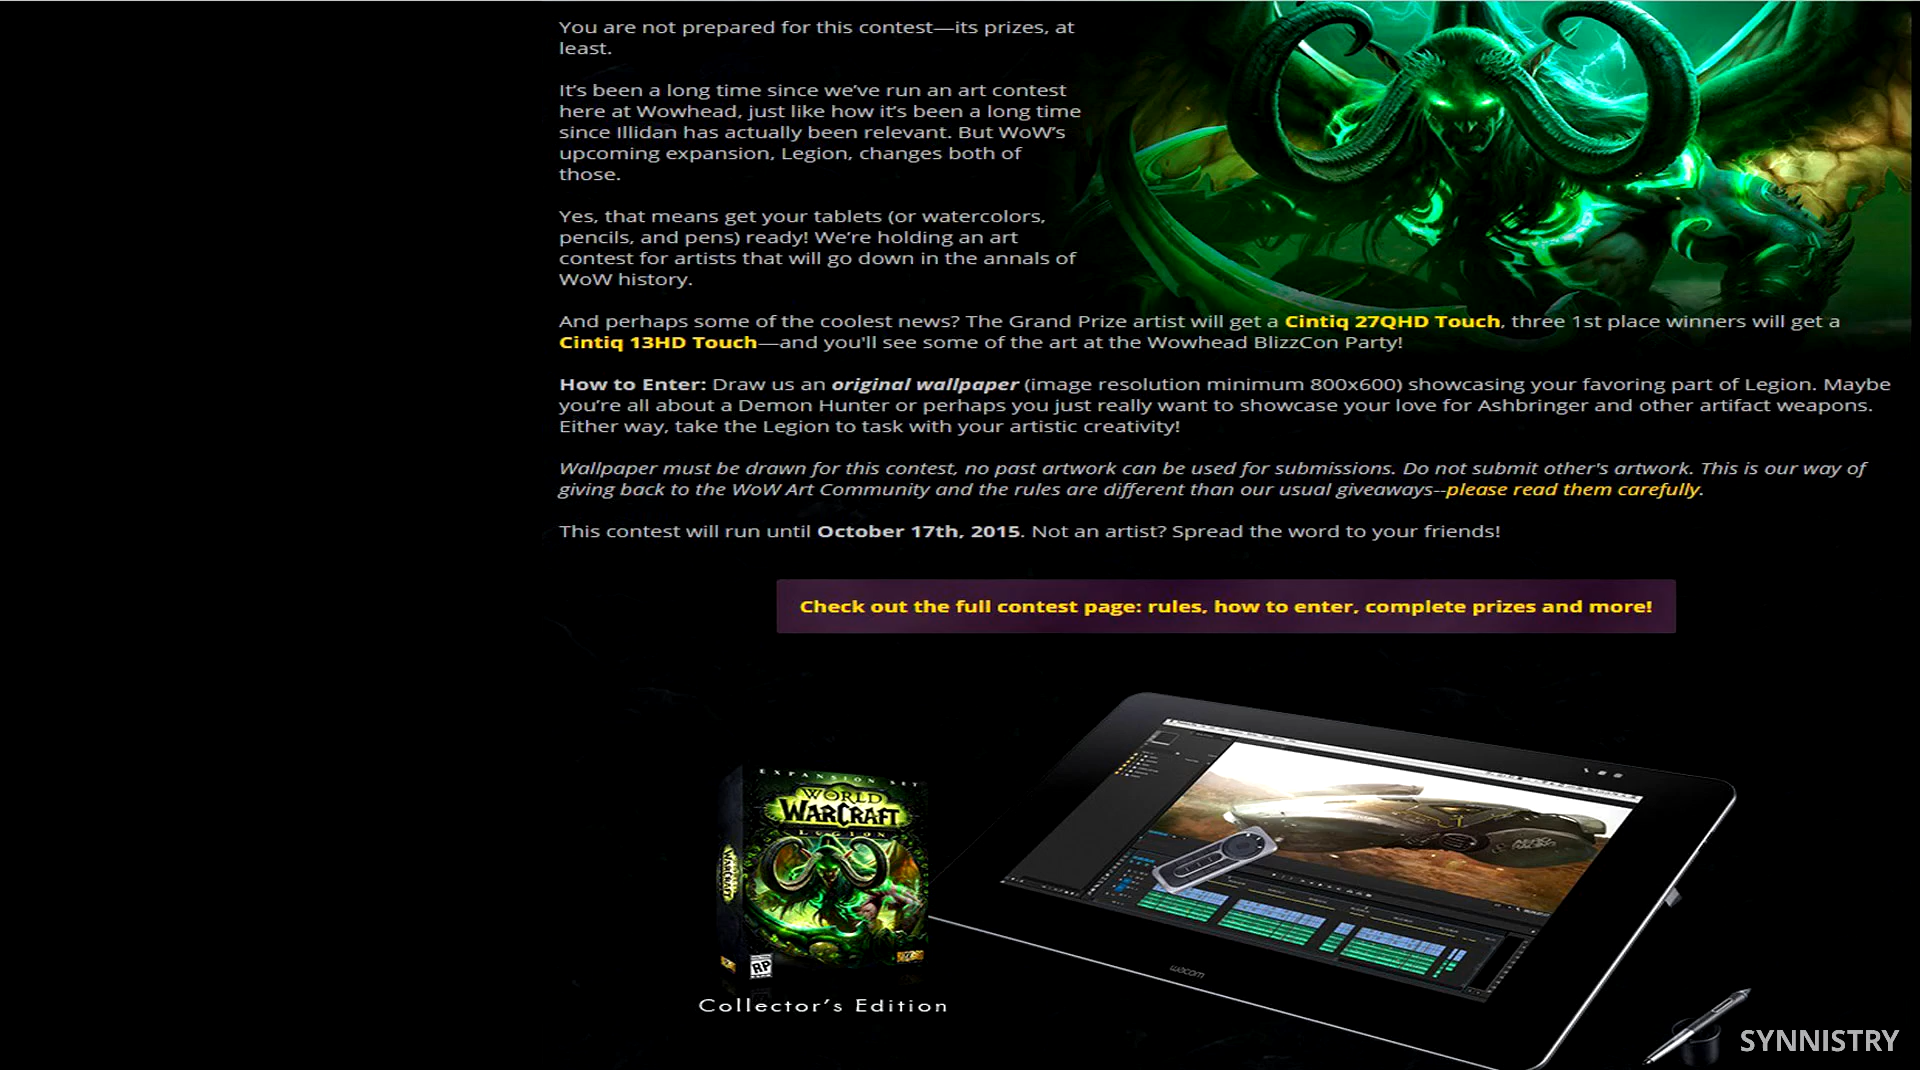 You are not prepared for this contest—its prizes, at
least.
It’s been a long time since we’ve run an art contest
here at Wowhead, just like how it’s been a long time
since Illidan has actually been relevant. But WoW’s
upcoming expansion, Legion, changes both of
those.
Yes, that means get your tablets (or watercolors,
pencils, and pens) ready! We’re holding an art
contest for artists that will go down in the annals of
WoW history.
And perhaps some of the coolest news? The Grand Prize artist will get a Cintiq 27QHD Touch, three 1st place winners will get a
Cintiq 13HD Touch—and you'll see some of the art at the Wowhead BlizzCon Party!
How to Enter: Draw us an original wallpaper (image resolution minimum 800x600) showcasing your favoring part of Legion. Maybe
you’re all about a Demon Hunter or perhaps you just really want to showcase your love for Ashbringer and other artifact weapons.
Either way, take the Legion to task with your artistic creativity!
Wallpaper must be drawn for this contest, no past artwork can be used for submissions. Do not submit other's artwork. This is our way of
giving back to the WoW Art Community and the rules are different than our usual giveaways--please read them carefully.
This contest will run until October 17th, 2015. Not an artist? Spread the word to your friends!
Check out the full contest page: rules, how to enter, complete prizes and more!
EXPANSION SET
WORLD
WARCRAFT
LEGION
WARCRAFT
RP
Collector’s Edition
wacom
SYNNISTRY